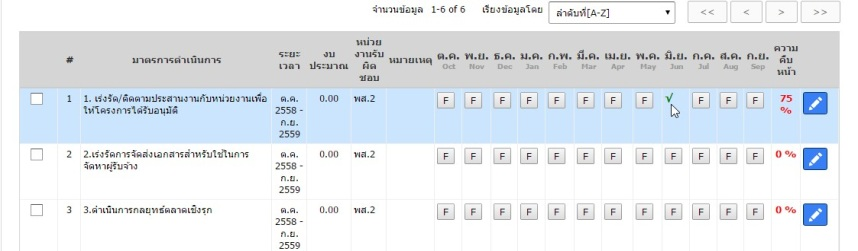 จำนวนข้อมูล 1-6 of 6 เรียงข้อมูลโดย ลำดับที่[A-Z] << < > >>
# มาตรการดำเนินการ ระยะเวลา งบประมาณ หน่วยงานรับผิดชอบ หมายเหตุ ต.ค. พ.ย. ธ.ค. ม.ค. ก.พ. มี.ค. เม.ย. พ.ค. มิ.ย. ก.ค. ส.ค. ก.ย. ความคืบหน้า
Oct Nov Dec Jan Feb Mar Apr May Jun Jul Aug Sep
1 1. เร่งรัด/ติดตามประสานงานกับหน่วยงานเพื่อ ต.ค. 0.00 พส.2 F F F F F F F F √ F F F 75
ให้โครงการได้รับอนุมัติ 2558 - %
ก.ย.
2559
2 2.เร่งรัดการจัดส่งเอกสารสำหรับใช้ในการ ต.ค. 0.00 พส.2 F F F F F F F F F F F F 0 %
จัดหาผู้รับจ้าง 2558 -
ก.ย.
2559
3 3.ดำเนินการกลยุทธ์ตลาดเชิงรุก ต.ค. 0.00 พส.2 F F F F F F F F F F F F 0 %
2558 -
ก.ย.
2559